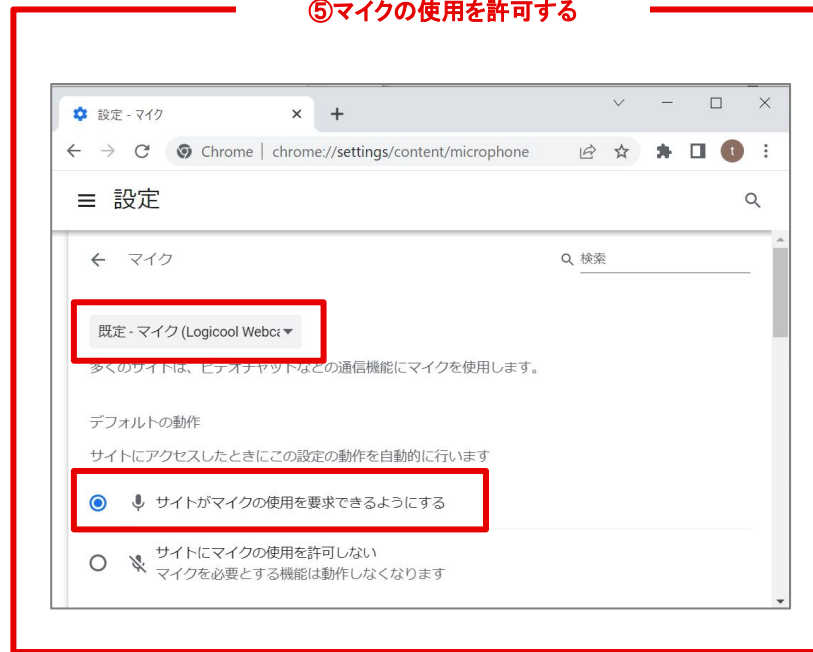 ⑤マイクの使用を許可する
設定 - マイク
Chrome | chrome://settings/content/microphone
t
設定
マイク
検索
既定 - マイク (Logicool Webca
多くのサイトは、ビデオチャットなどの通信機能にマイクを使用します。
デフォルトの動作
サイトにアクセスしたときにこの設定の動作を自動的に行います
サイトがマイクの使用を要求できるようにする
サイトにマイクの使用を許可しない
マイクを必要とする機能は動作しなくなります